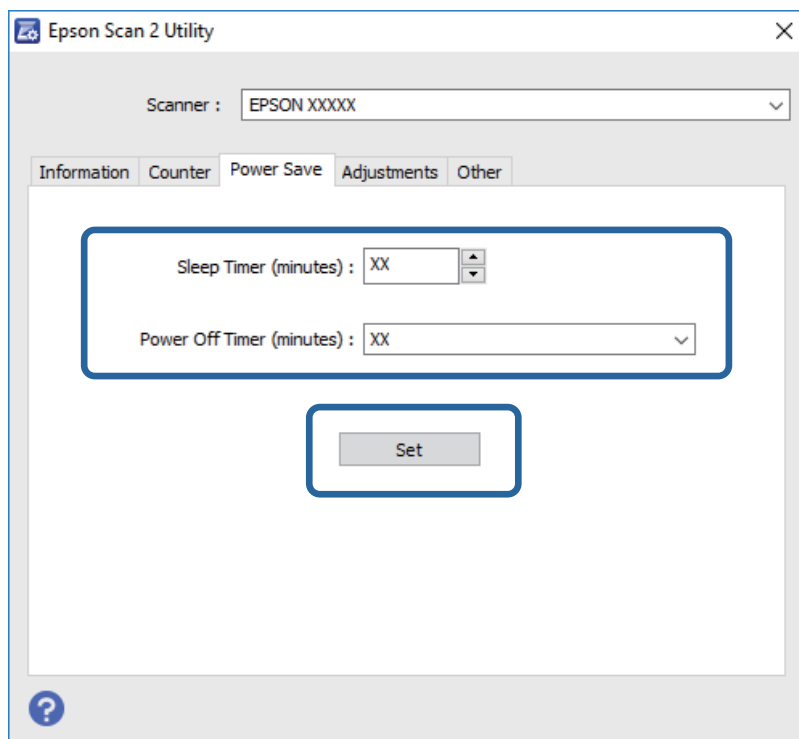 Epson Scan 2 Utility
Scanner : EPSON XXXXX
Information Counter Power Save Adjustments Other
Sleep Timer (minutes) : XX
Power Off Timer (minutes) : XX
Set
?